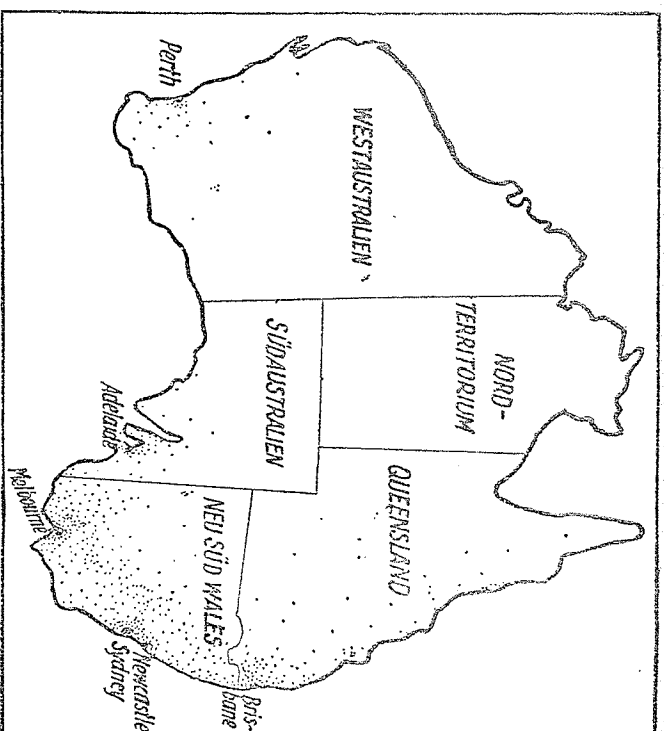 Perth
WESTAUSTRALIEN
NORD-
TERRITORIUM
SÜDAUSTRALIEN
QUEENSLAND
Adelaide
Melbourne
NEU SÜD WALES
Newcastle
Sydney
Bris-
bane